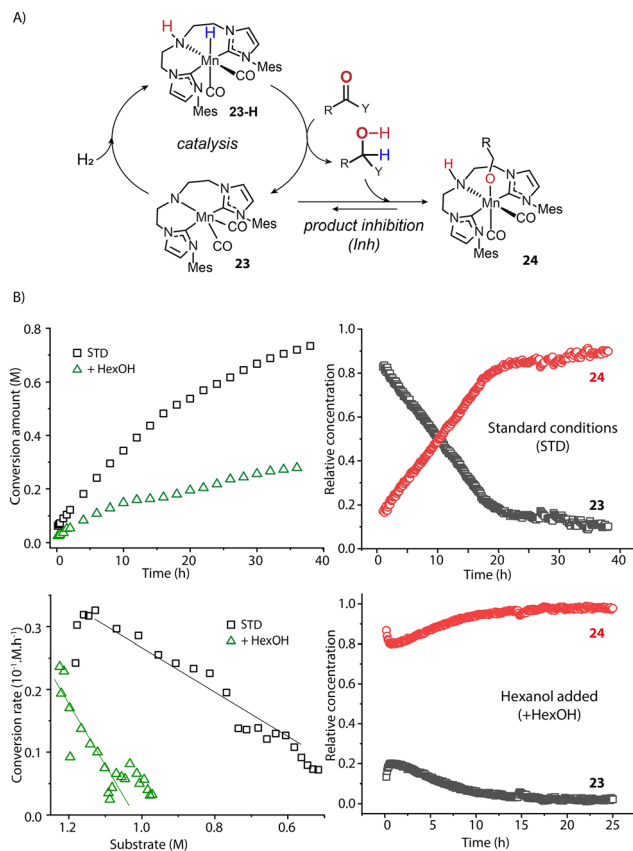 A)
H
H
N
N
Mn
N
N
N
Mes
CO
CO
Mes
23-H
O
R
Y
catalysis
O-H
R
H
Y
H₂
N
N
Mn
N
N
N
Mes
CO
CO
Mes
23
product inhibition
(Inh)
R
H
O
N
N
Mn
N
N
N
Mes
CO
CO
Mes
24
B)
0.8
0.6
0.4
0.2
0.0
Conversion amount (M)
STD
+ HexOH
0
10
20
30
40
Time (h)
1.0
0.8
0.6
0.4
0.2
0.0
Relative concentration
24
Standard conditions
(STD)
23
0
10
20
30
40
Time (h)
0.3
0.2
0.1
0.0
Conversion rate (10⁻¹.M.h⁻¹)
STD
+ HexOH
1.2
1.0
0.8
0.6
Substrate (M)
1.0
0.8
0.6
0.4
0.2
0.0
Relative concentration
24
Hexanol added
(+HexOH)
23
0
5
10
15
20
25
Time (h)